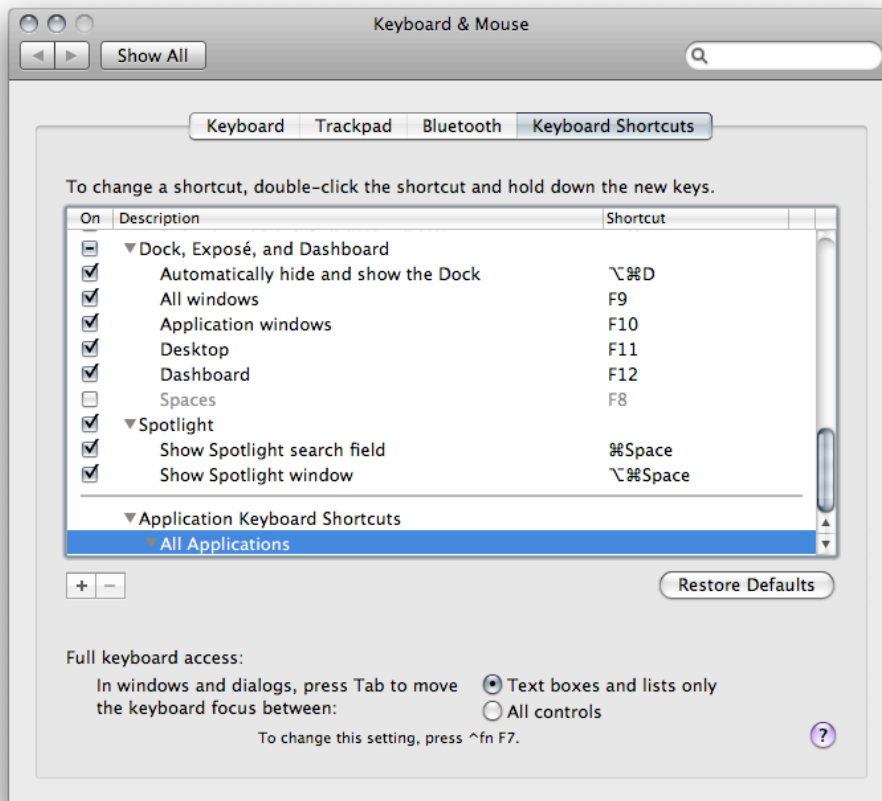 Keyboard & Mouse
Show All
Keyboard Trackpad Bluetooth Keyboard Shortcuts
To change a shortcut, double-click the shortcut and hold down the new keys.
On Description Shortcut
Dock, Exposé, and Dashboard
Automatically hide and show the Dock ⌥⌘D
All windows F9
Application windows F10
Desktop F11
Dashboard F12
Spaces F8
Spotlight
Show Spotlight search field ⌘Space
Show Spotlight window ⌥⌘Space
Application Keyboard Shortcuts
All Applications
+ −
Restore Defaults
Full keyboard access:
In windows and dialogs, press Tab to move
the keyboard focus between:
Text boxes and lists only
All controls
To change this setting, press ^fn F7.
?